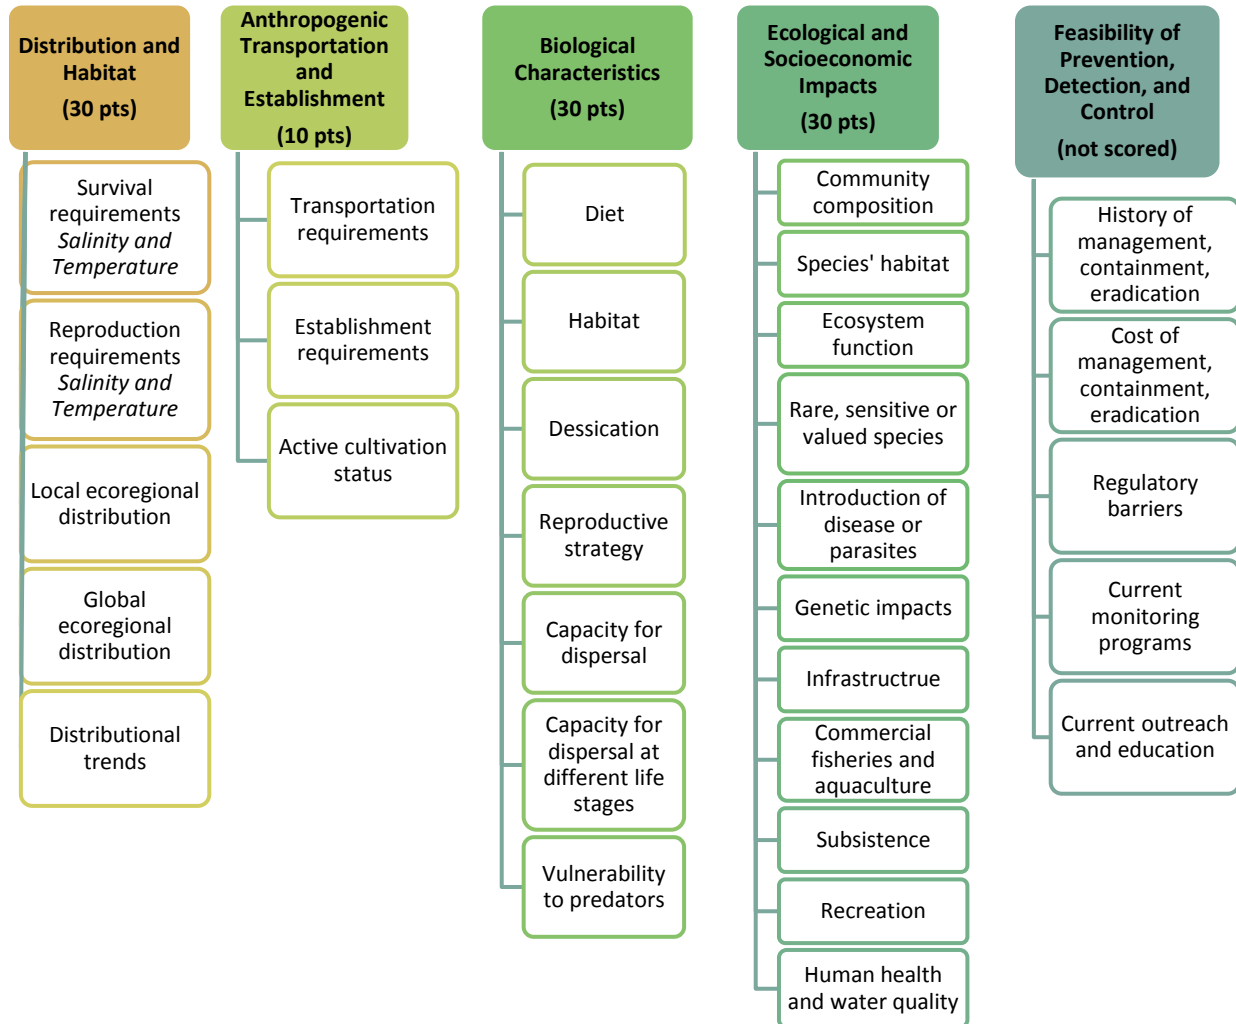 Distribution and
Habitat
(30 pts)
Survival
requirements
Salinity and
Temperature
Reproduction
requirements
Salinity and
Temperature
Local ecoregional
distribution
Global
ecoregional
distribution
Distributional
trends
Anthropogenic
Transportation
and
Establishment
(10 pts)
Transportation
requirements
Establishment
requirements
Active cultivation
status
Biological
Characteristics
(30 pts)
Diet
Habitat
Dessication
Reproductive
strategy
Capacity for
dispersal
Capacity for
dispersal at
different life
stages
Vulnerability
to predators
Ecological and
Socioeconomic
Impacts
(30 pts)
Community
composition
Species' habitat
Ecosystem
function
Rare, sensitive or
valued species
Introduction of
disease or
parasites
Genetic impacts
Infrastructrue
Commercial
fisheries and
aquaculture
Subsistence
Recreation
Human health
and water quality
Feasibility of
Prevention,
Detection, and
Control
(not scored)
History of
management,
containment,
eradication
Cost of
management,
containment,
eradication
Regulatory
barriers
Current
monitoring
programs
Current outreach
and education